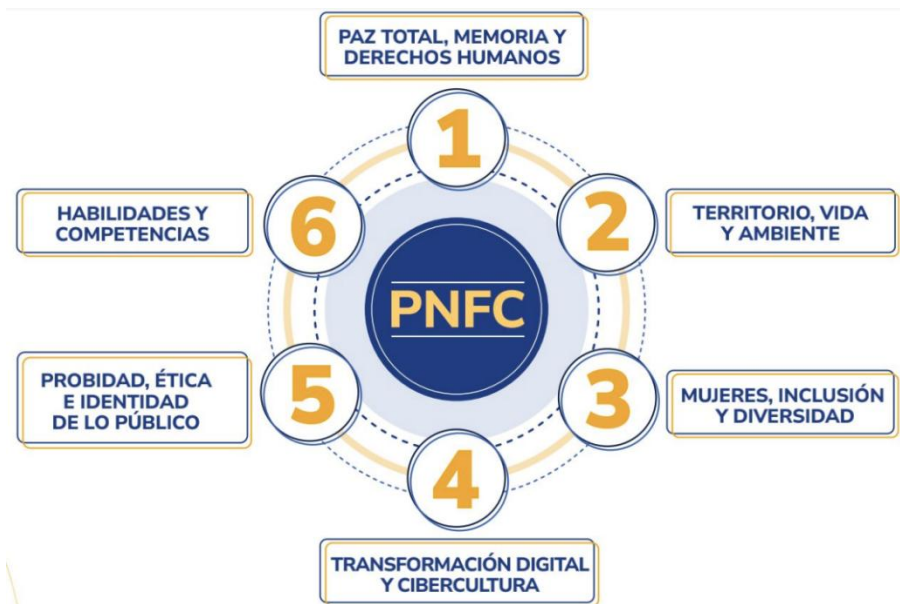 PAZ TOTAL, MEMORIA Y
DERECHOS HUMANOS
1
HABILIDADES Y
COMPETENCIAS
6
2
TERRITORIO, VIDA
Y AMBIENTE
PNFC
PROBIDAD, ÉTICA
E IDENTIDAD
DE LO PÚBLICO
5
3
MUJERES, INCLUSIÓN
Y DIVERSIDAD
4
TRANSFORMACIÓN DIGITAL
Y CIBERCULTURA